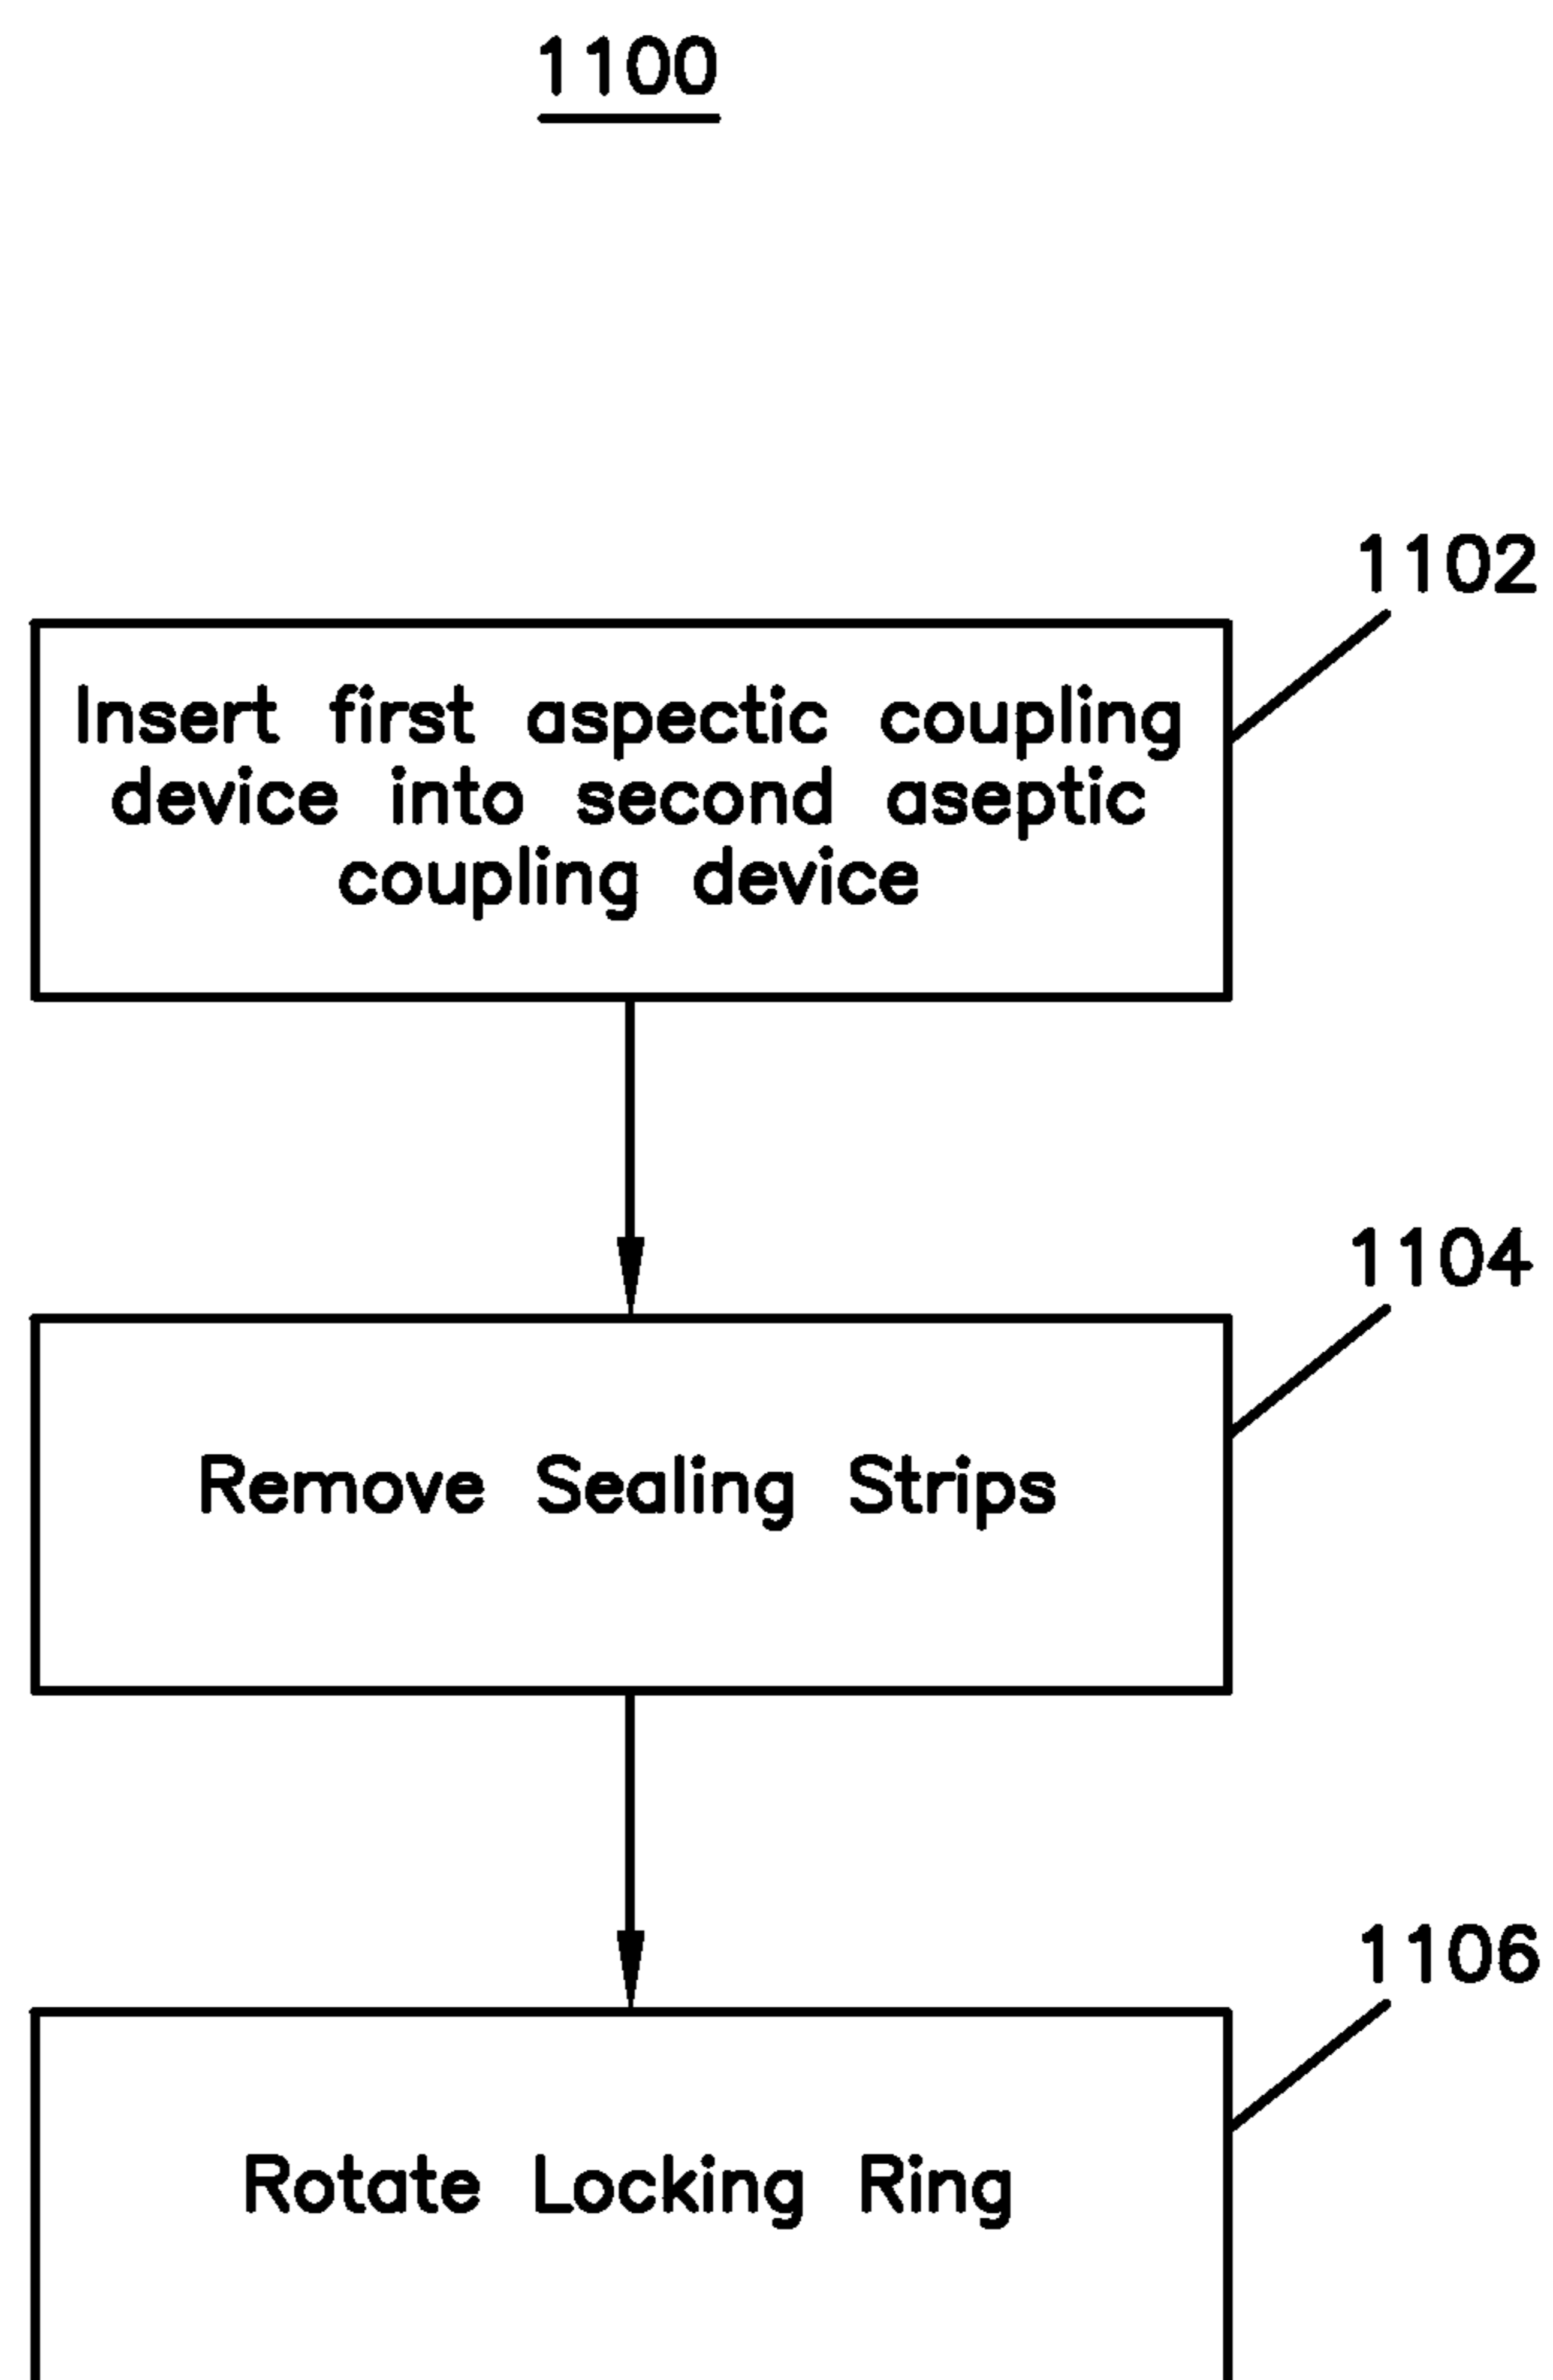 1100
1102
Insert first aspectic coupling
device into second aseptic
coupling device
1104
Remove Sealing Strips
1106
Rotate Locking Ring